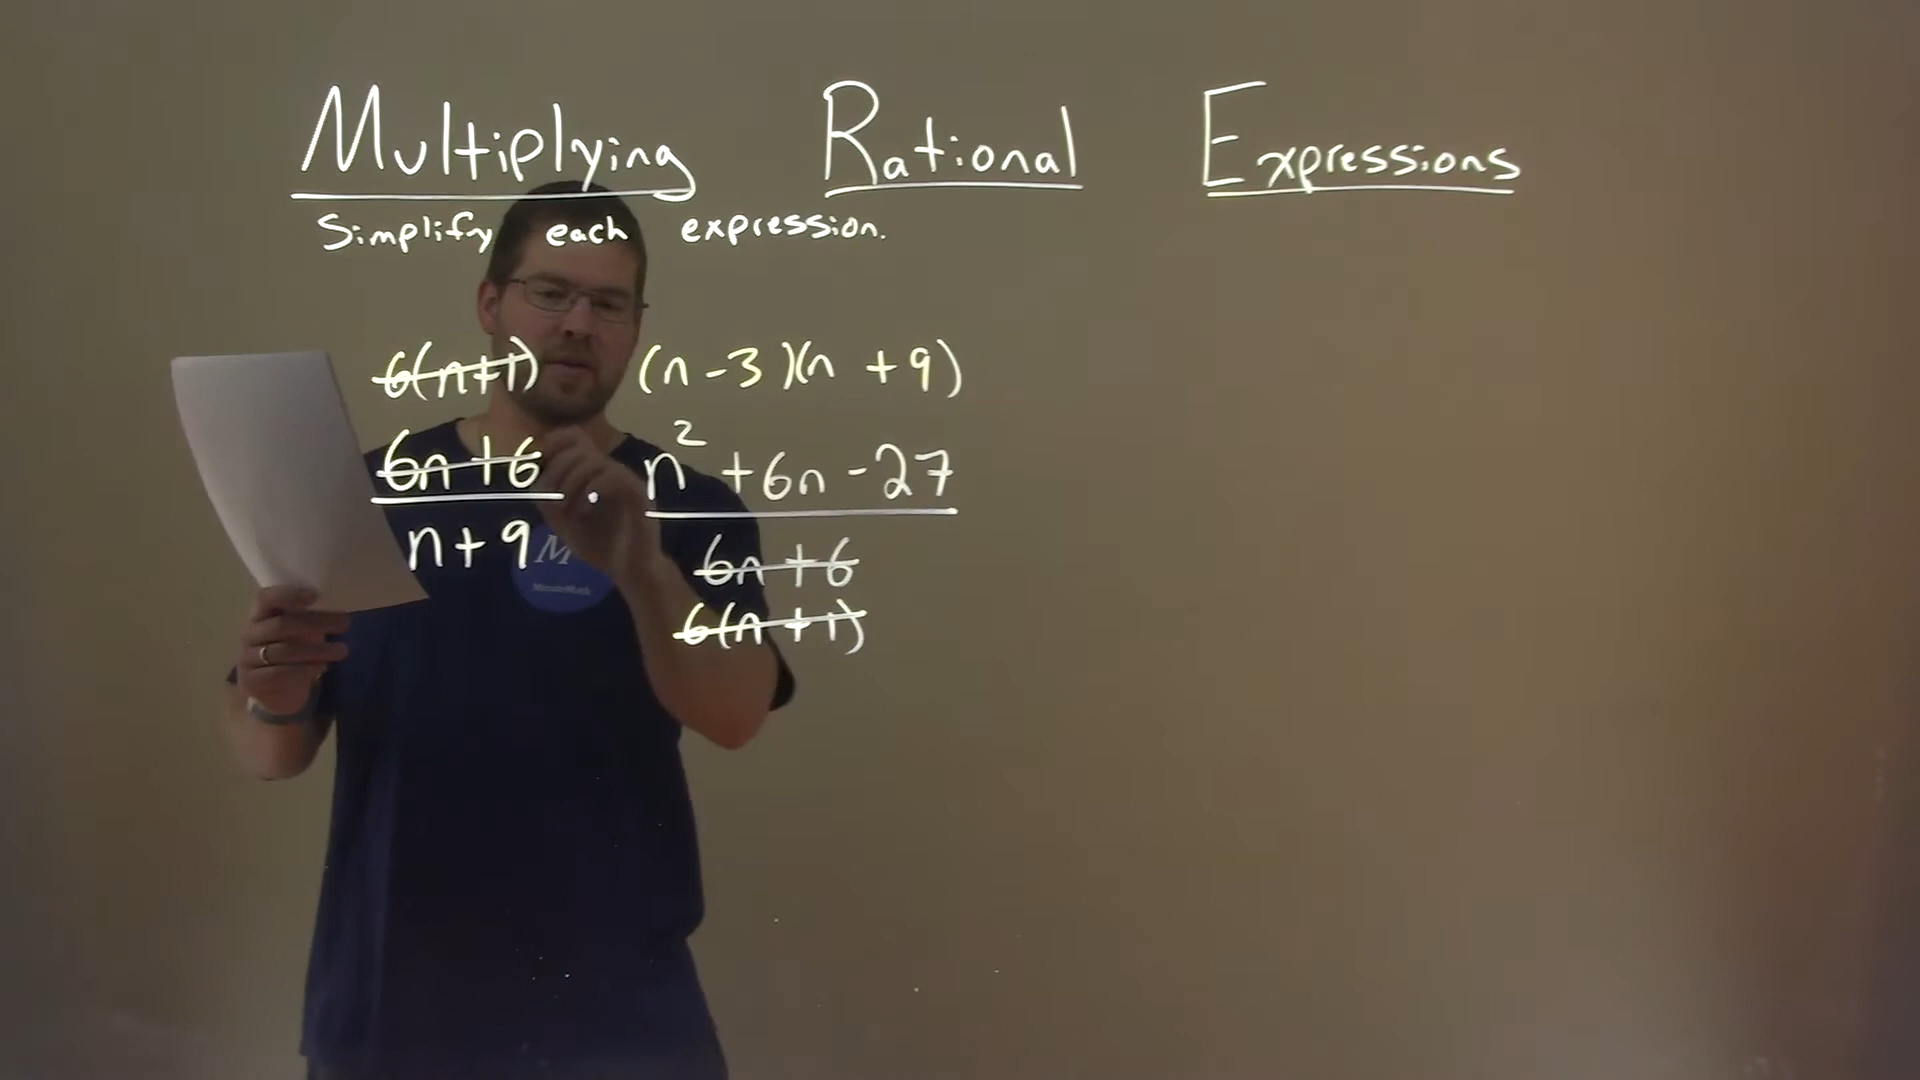 Multiplying Rational Expressions
Simplify each expression.
6(n+1) (n-3)(n+9)
6n+6 · n²+6n-27
n+9 6n+6
6(n+1)
M
MinuteMath